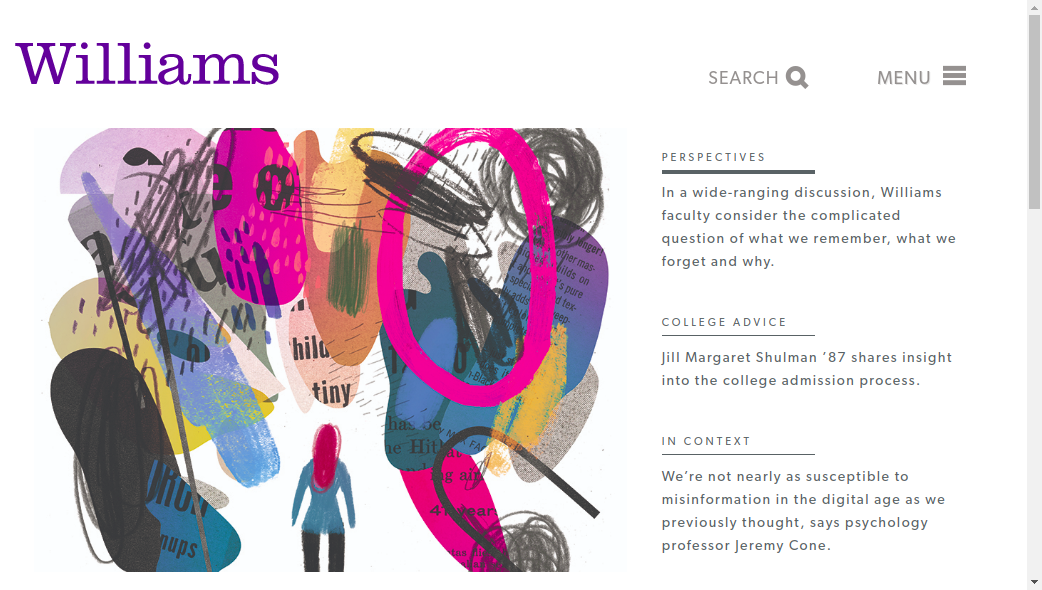 Williams
SEARCH
MENU
PERSPECTIVES
In a wide-ranging discussion, Williams
faculty consider the complicated
question of what we remember, what we
forget and why.
COLLEGE ADVICE
Jill Margaret Shulman ’87 shares insight
into the college admission process.
IN CONTEXT
We’re not nearly as susceptible to
misinformation in the digital age as we
previously thought, says psychology
professor Jeremy Cone.
tiny
has be